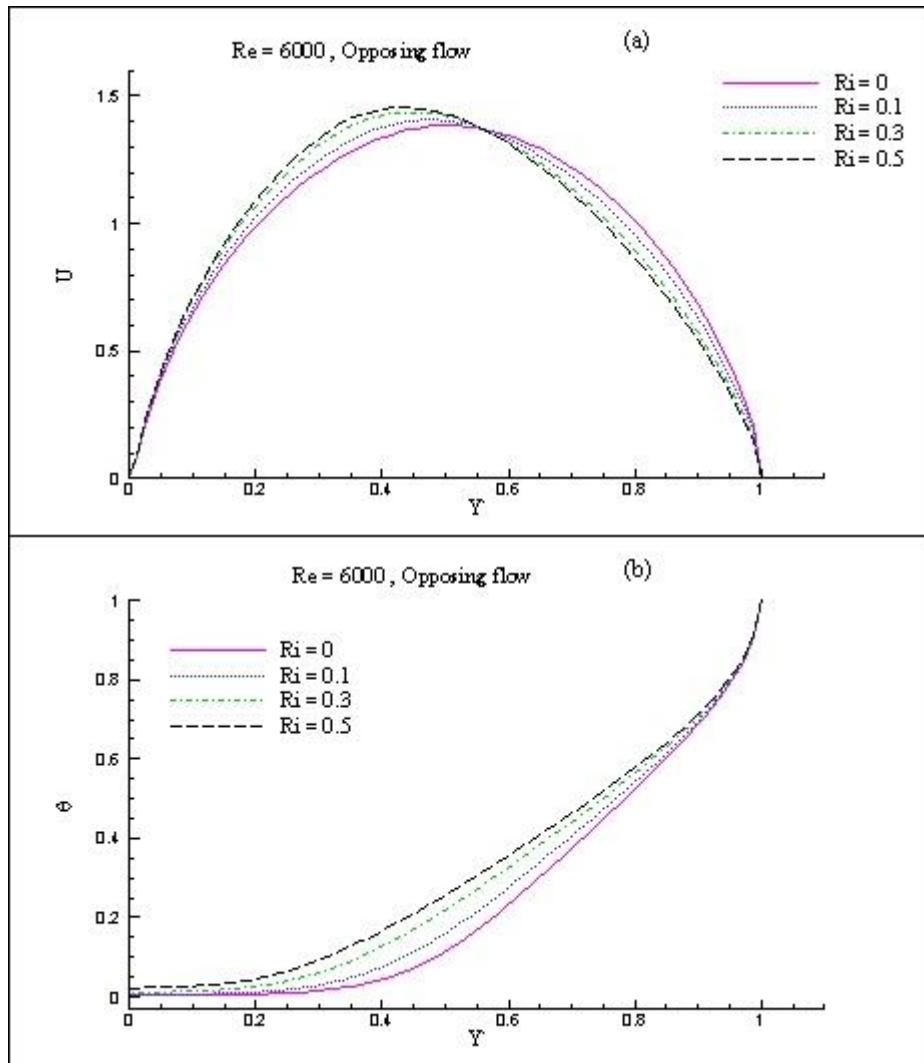 (a)
Re = 6000 , Opposing flow
Ri = 0
Ri = 0.1
Ri = 0.3
Ri = 0.5
1.5
1
0.5
0
U
0 0.2 0.4 0.6 0.8 1
Y
(b)
Re = 6000 , Opposing flow
Ri = 0
Ri = 0.1
Ri = 0.3
Ri = 0.5
1
0.8
0.6
0.4
0.2
0
θ
0 0.2 0.4 0.6 0.8 1
Y